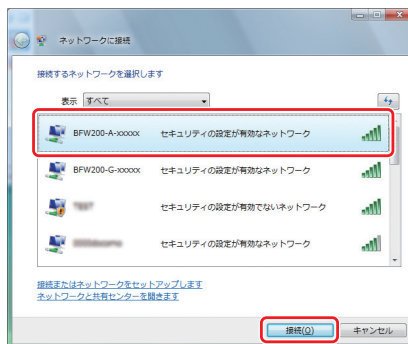 ネットワークに接続
接続するネットワークを選択します
表示 すべて
BFW200-A-xxxxx セキュリティの設定が有効なネットワーク
BFW200-G-xxxxx セキュリティの設定が有効なネットワーク
セキュリティの設定が有効でないネットワーク
セキュリティの設定が有効なネットワーク
接続またはネットワークをセットアップします
ネットワークと共有センターを開きます
接続(O) キャンセル